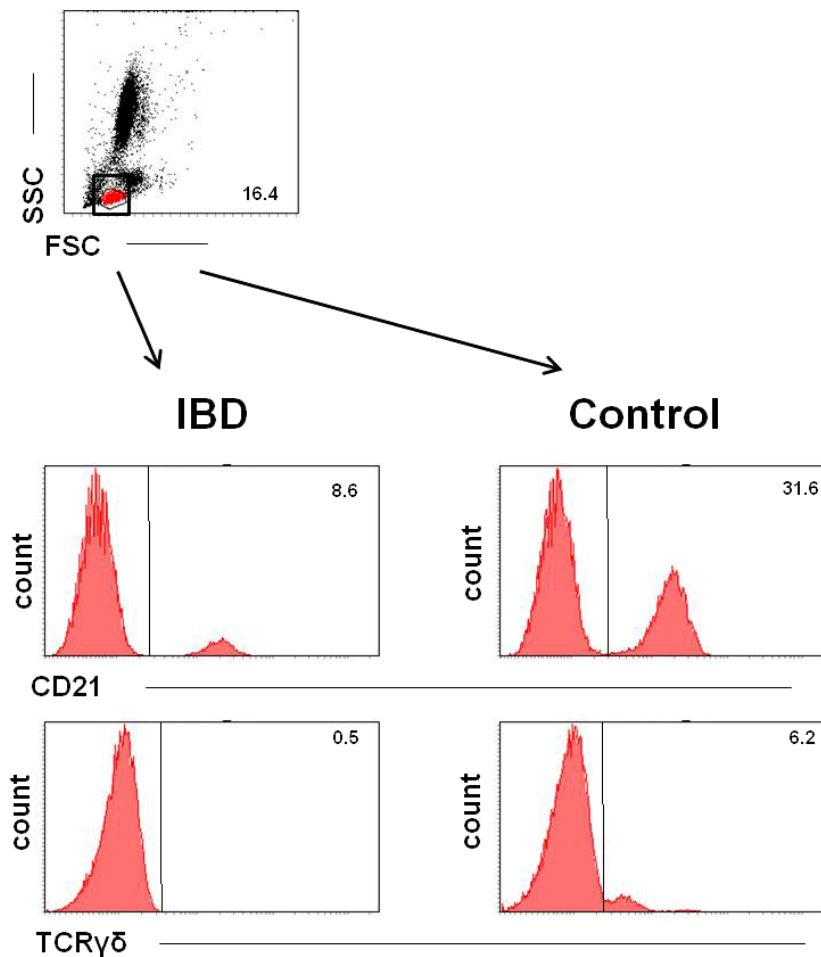 SSC
16.4
FSC
IBD
Control
count
8.6
count
31.6
CD21
count
0.5
count
6.2
TCRγδ